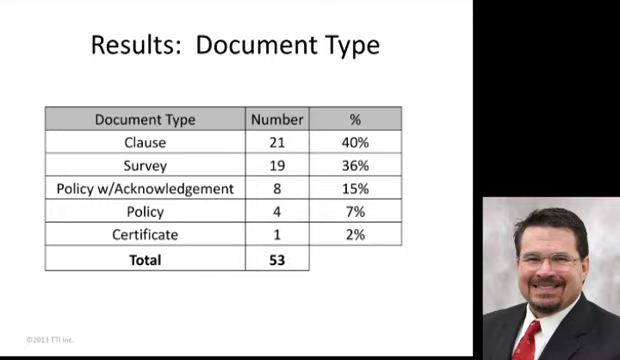 Results: Document Type
Document Type Number %
Clause 21 40%
Survey 19 36%
Policy w/Acknowledgement 8 15%
Policy 4 7%
Certificate 1 2%
Total 53
©2013 TTI Inc.